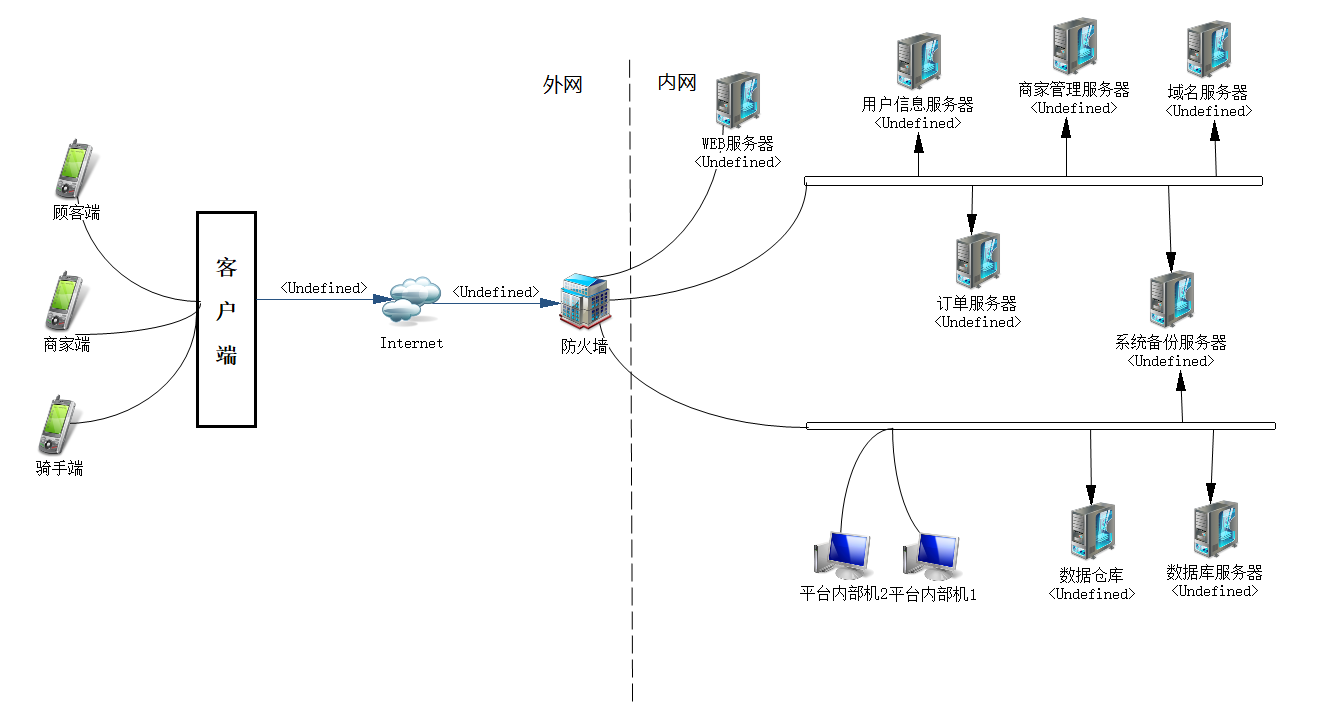 外网
内网
用户信息服务器
<Undefined>
商家管理服务器
<Undefined>
域名服务器
<Undefined>
WEB服务器
<Undefined>
顾客端
客
户
端
<Undefined>
<Undefined>
订单服务器
<Undefined>
商家端
Internet
防火墙
系统备份服务器
<Undefined>
骑手端
平台内部机2
平台内部机1
数据仓库
<Undefined>
数据库服务器
<Undefined>